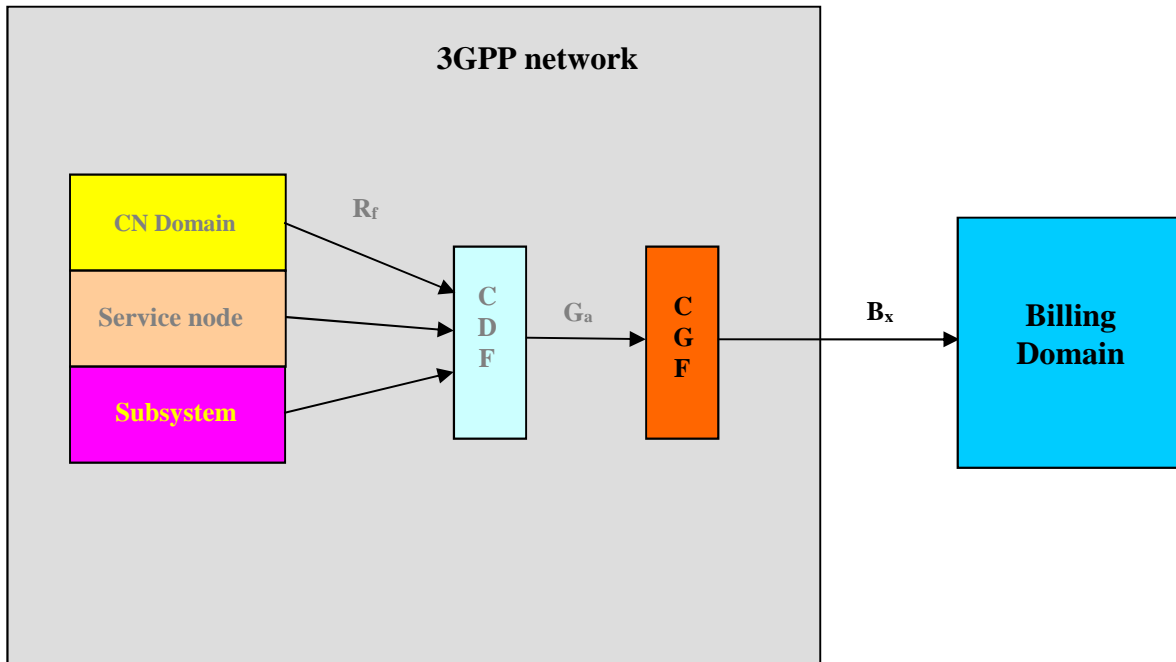 3GPP network
CN Domain
Service node
Subsystem
Rf
C
D
F
Ga
C
G
F
Bx
Billing
Domain